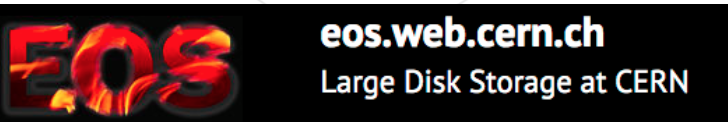 EOS
eos.web.cern.ch
Large Disk Storage at CERN